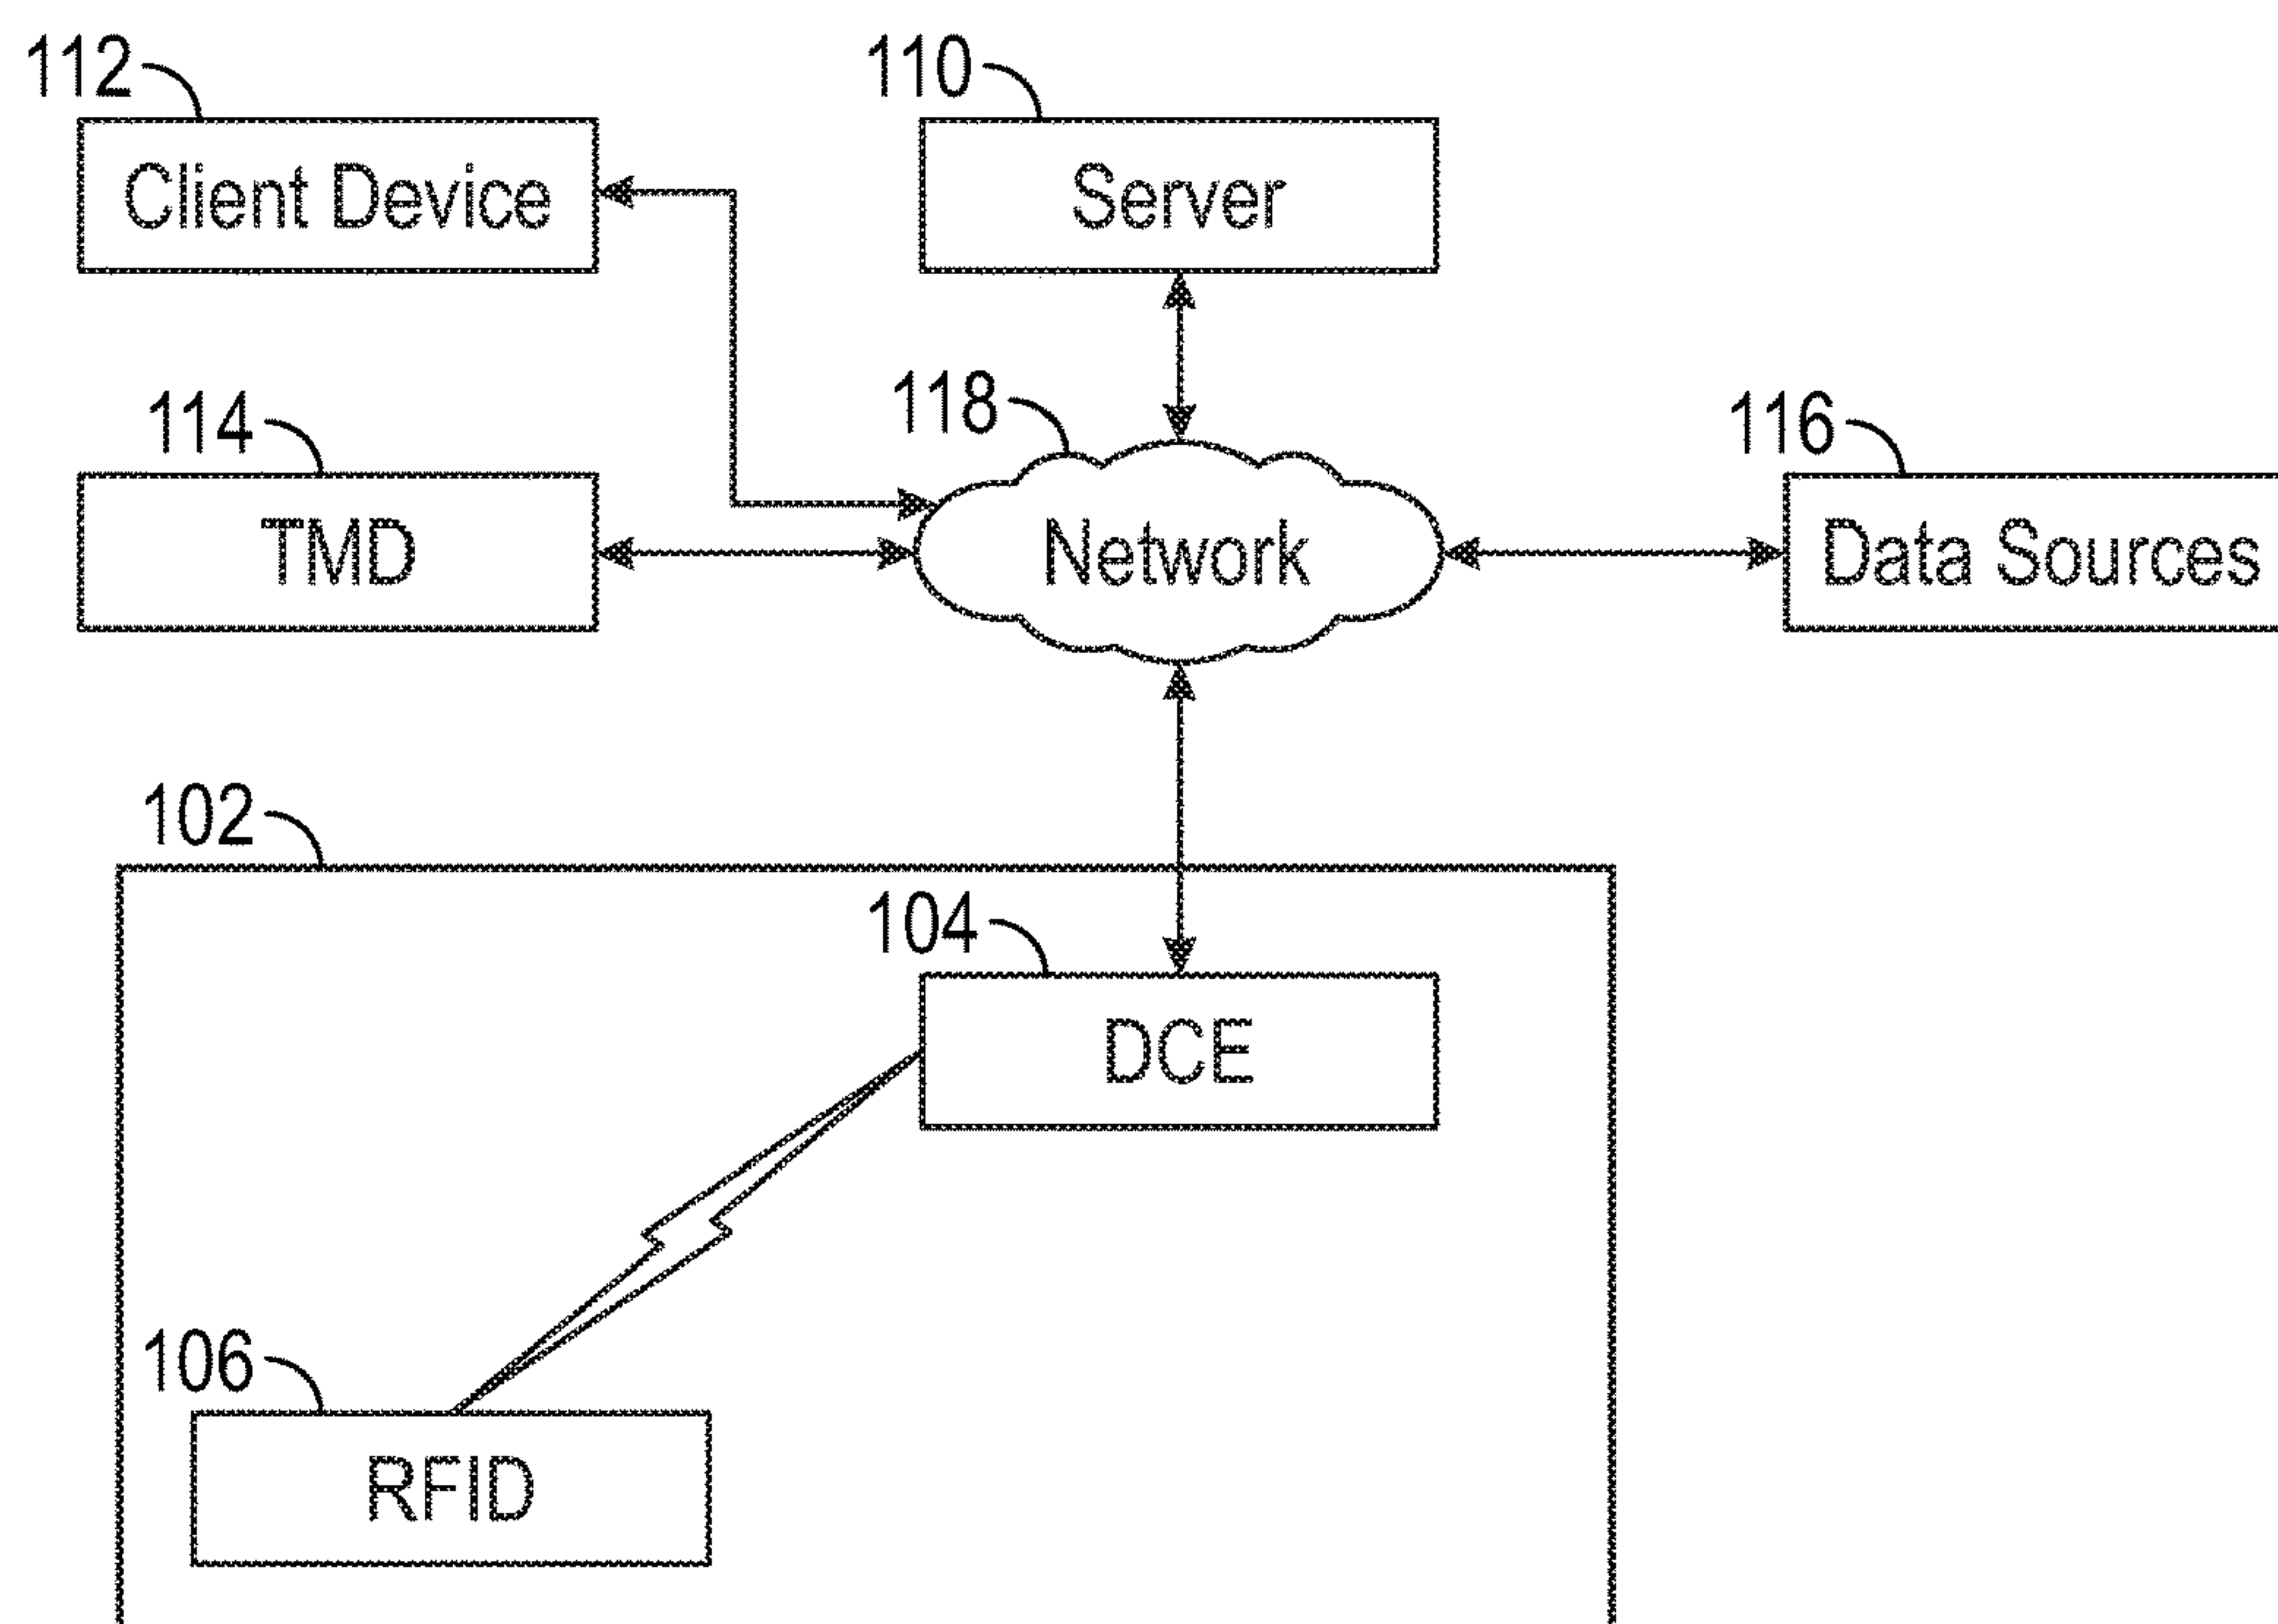 112
Client Device
110
Server
114
TMD
118
Network
116
Data Sources
102
104
DCE
106
RFID